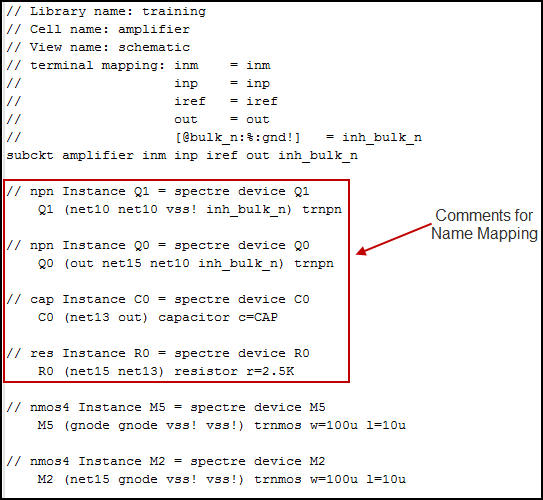 // Library name: training
// Cell name: amplifier
// View name: schematic
// terminal mapping: inm    = inm
//                   inp    = inp
//                   iref   = iref
//                   out    = out
//                   [@bulk_n:%:gnd!]   = inh_bulk_n
subckt amplifier inm inp iref out inh_bulk_n
// npn Instance Q1 = spectre device Q1
    Q1 (net10 net10 vss! inh_bulk_n) trnpn
// npn Instance Q0 = spectre device Q0
    Q0 (out net15 net10 inh_bulk_n) trnpn
// cap Instance C0 = spectre device C0
    C0 (net13 out) capacitor c=CAP
// res Instance R0 = spectre device R0
    R0 (net15 net13) resistor r=2.5K
Comments for
Name Mapping
// nmos4 Instance M5 = spectre device M5
    M5 (gnode gnode vss! vss!) trnmos w=100u l=10u
// nmos4 Instance M2 = spectre device M2
    M2 (net15 gnode vss! vss!) trnmos w=100u l=10u